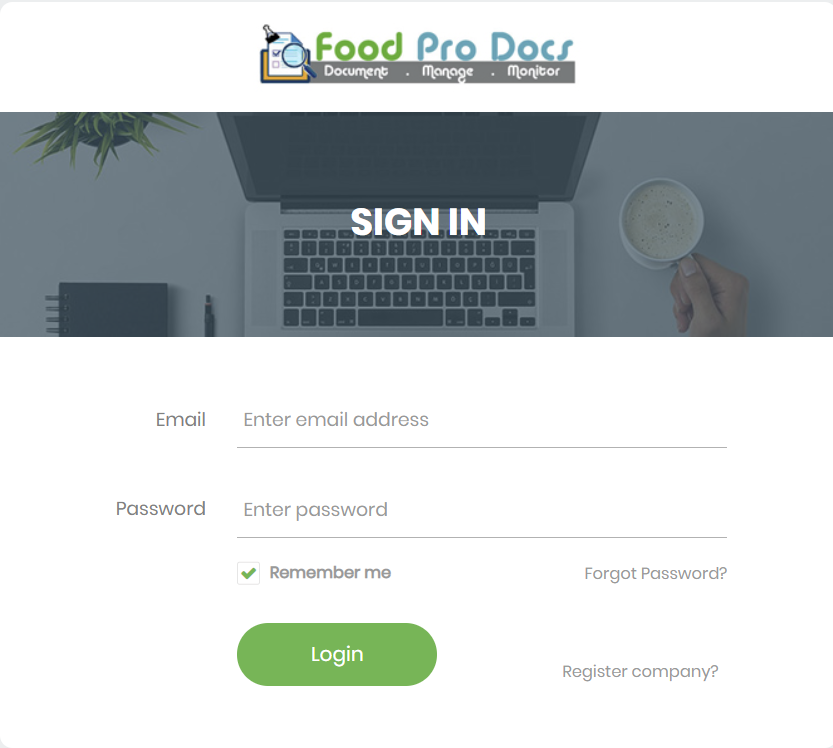 Food Pro Docs
Document . Manage . Monitor
SIGN IN
Email
Enter email address
Password
Enter password
Remember me
Forgot Password?
Login
Register company?